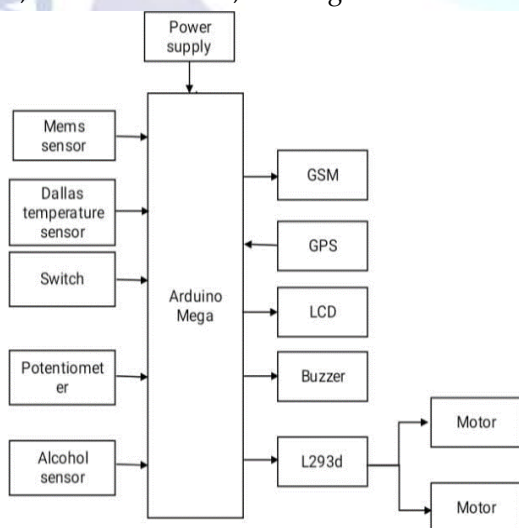 Power
supply
Mems
sensor
Dallas
temperature
sensor
Switch
Potentiomet
er
Alcohol
sensor
Arduino
Mega
GSM
GPS
LCD
Buzzer
L293d
Motor
Motor